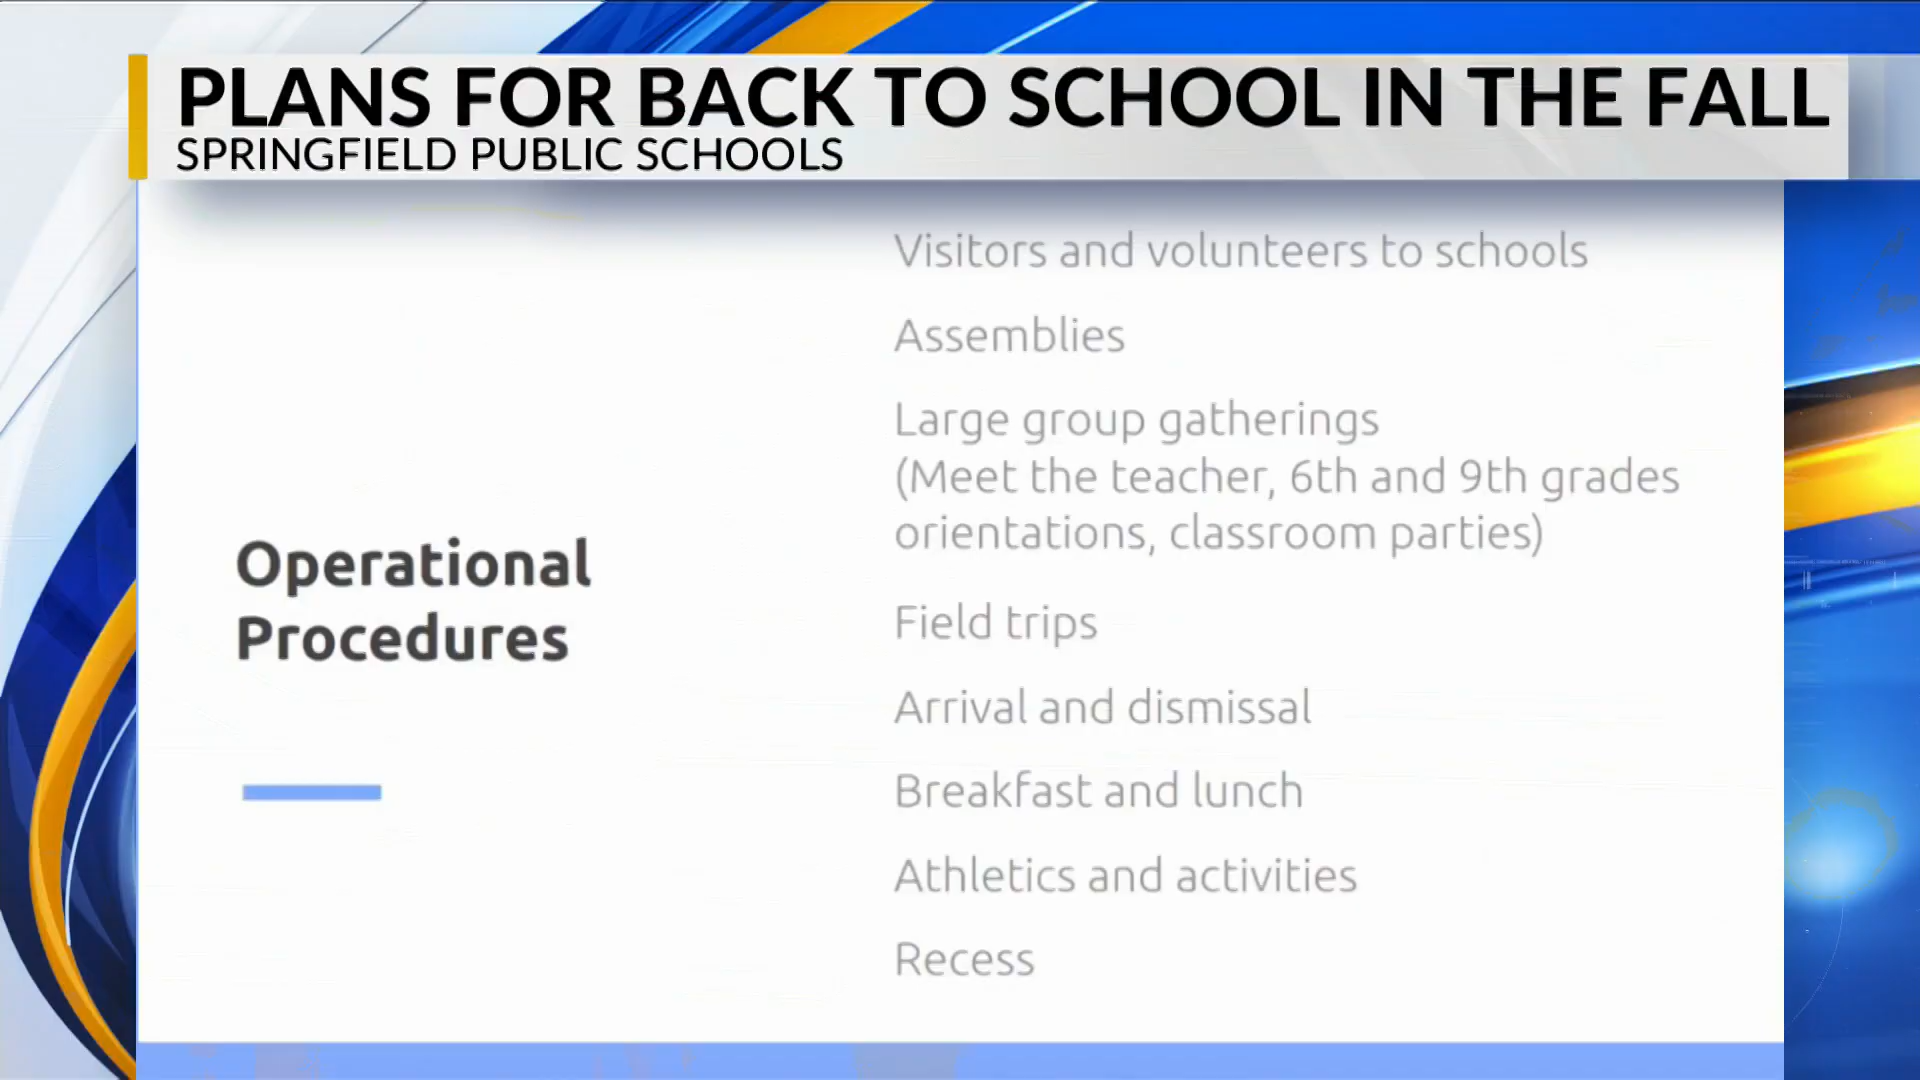 PLANS FOR BACK TO SCHOOL IN THE FALL
SPRINGFIELD PUBLIC SCHOOLS
Operational
Procedures
Visitors and volunteers to schools
Assemblies
Large group gatherings
(Meet the teacher, 6th and 9th grades
orientations, classroom parties)
Field trips
Arrival and dismissal
Breakfast and lunch
Athletics and activities
Recess